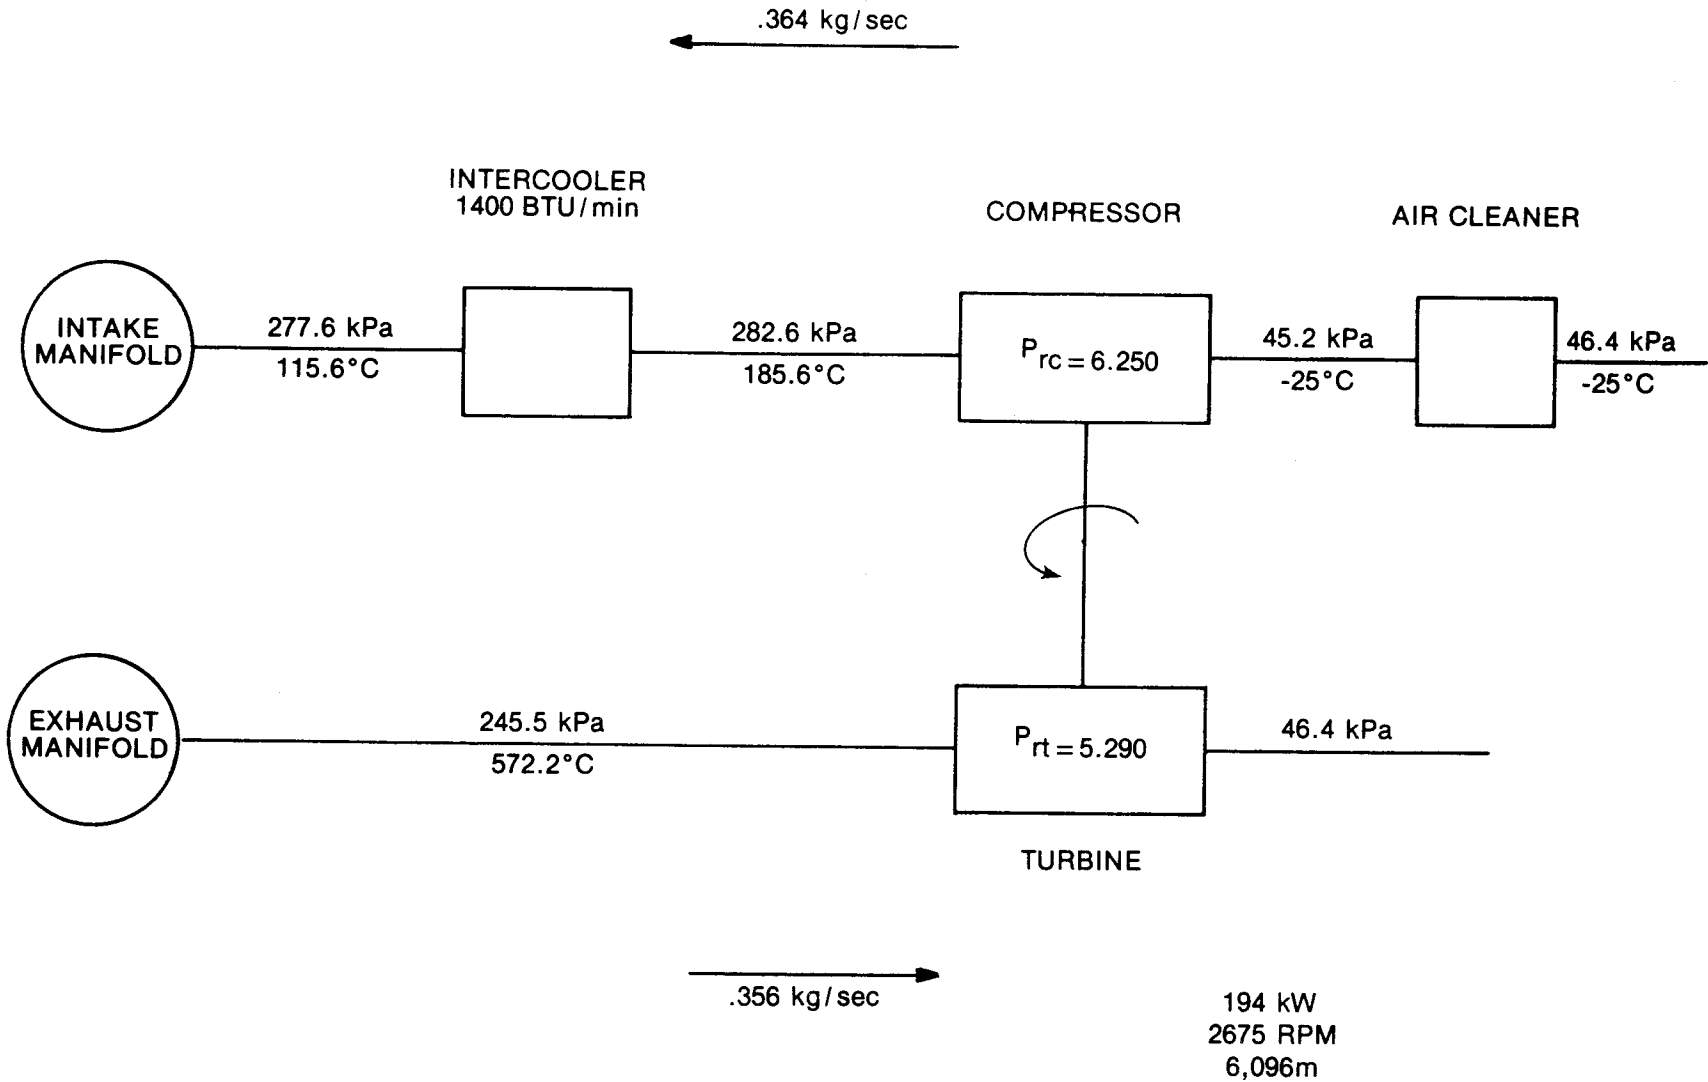 .364 kg/sec
INTERCOOLER
1400 BTU/min
COMPRESSOR
AIR CLEANER
INTAKE
MANIFOLD
277.6 kPa
115.6°C
282.6 kPa
185.6°C
Prc = 6.250
45.2 kPa
-25°C
46.4 kPa
-25°C
EXHAUST
MANIFOLD
245.5 kPa
572.2°C
Prt = 5.290
46.4 kPa
TURBINE
.356 kg/sec
194 kW
2675 RPM
6,096m